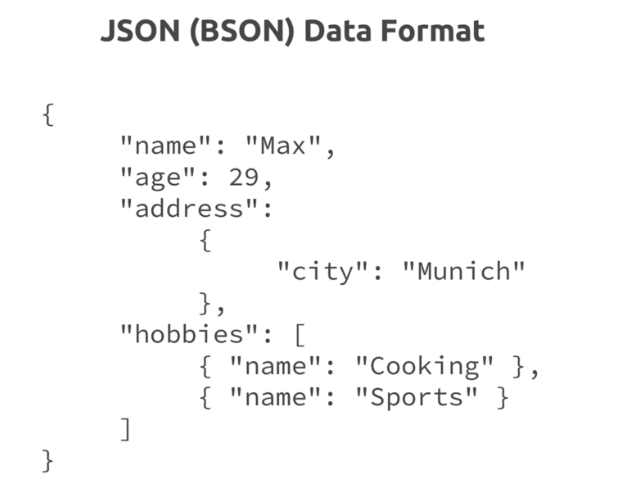 JSON (BSON) Data Format
{
"name": "Max",
"age": 29,
"address":
{
"city": "Munich"
},
"hobbies": [
{ "name": "Cooking" },
{ "name": "Sports" }
]
}